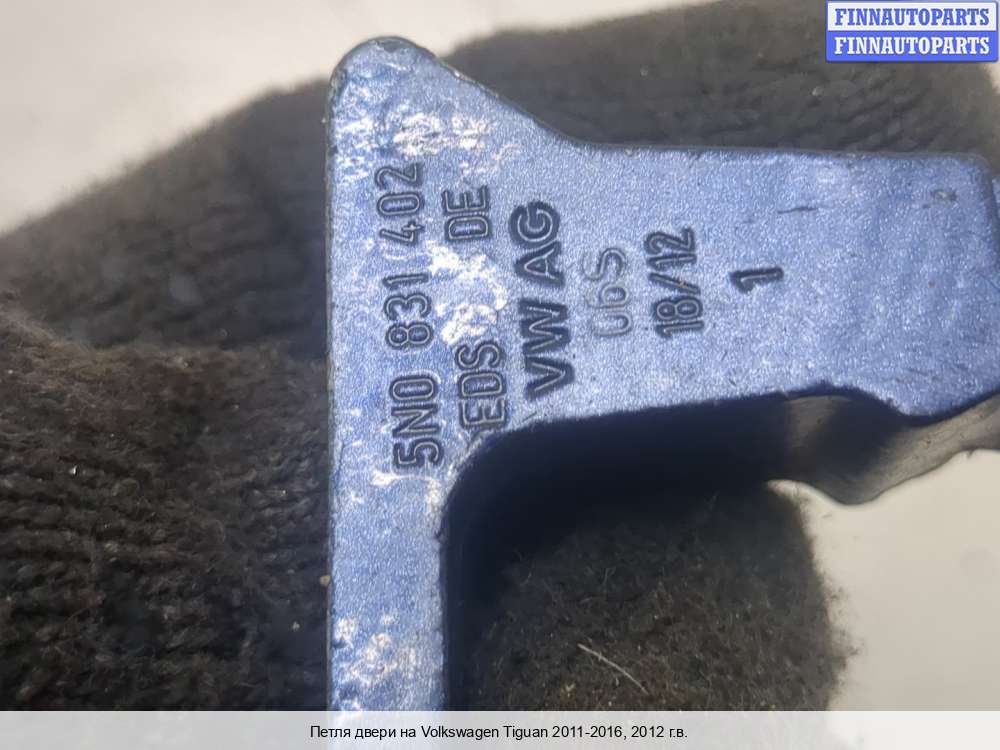 FINNAUTOPARTS
FINNAUTOPARTS
5N0 831 402
EDS DE
VW AG
06S
18/12
1
Петля двери на Volkswagen Tiguan 2011-2016, 2012 г.в.